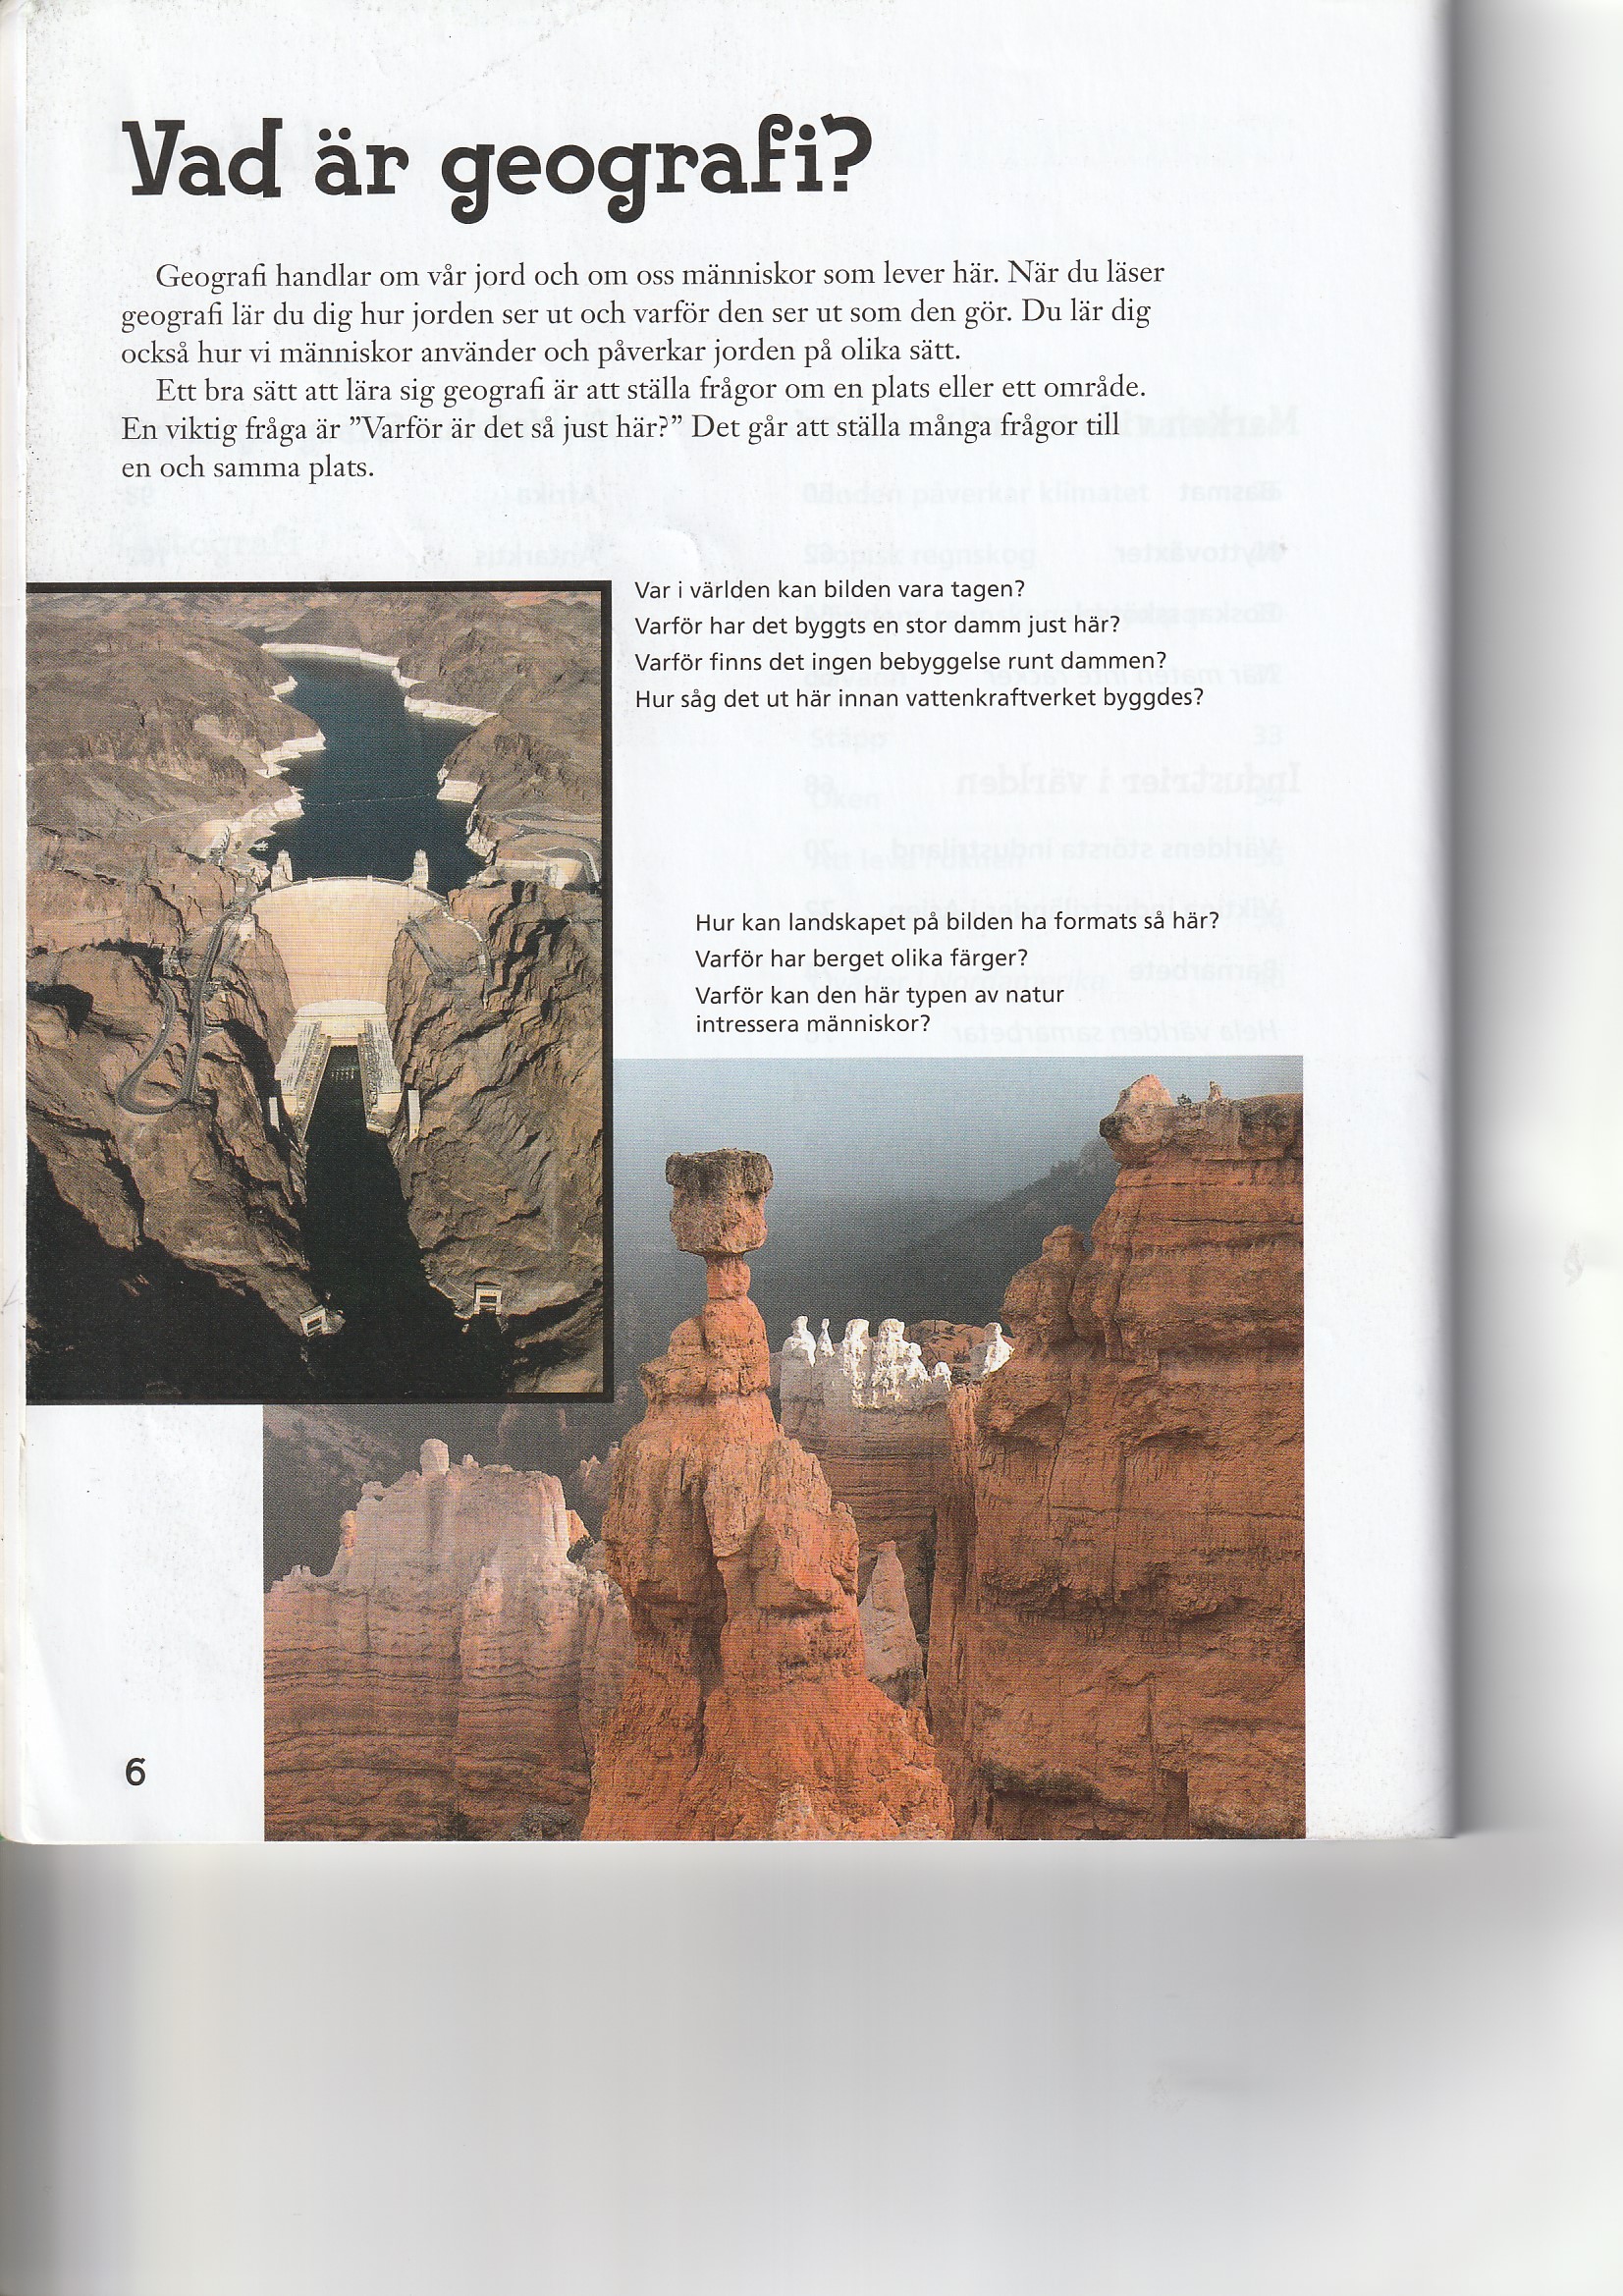 Vad är geografi?
Geografi handlar om vår jord och om oss människor som lever här. När du läser
geografi lär du dig hur jorden ser ut och varför den ser ut som den gör. Du lär dig
också hur vi människor använder och påverkar jorden på olika sätt.
Ett bra sätt att lära sig geografi är att ställa frågor om en plats eller ett område.
En viktig fråga är ”Varför är det så just här?” Det går att ställa många frågor till
en och samma plats.
Var i världen kan bilden vara tagen?
Varför har det byggts en stor damm just här?
Varför finns det ingen bebyggelse runt dammen?
Hur såg det ut här innan vattenkraftverket byggdes?
Hur kan landskapet på bilden ha formats så här?
Varför har berget olika färger?
Varför kan den här typen av natur
intressera människor?
6